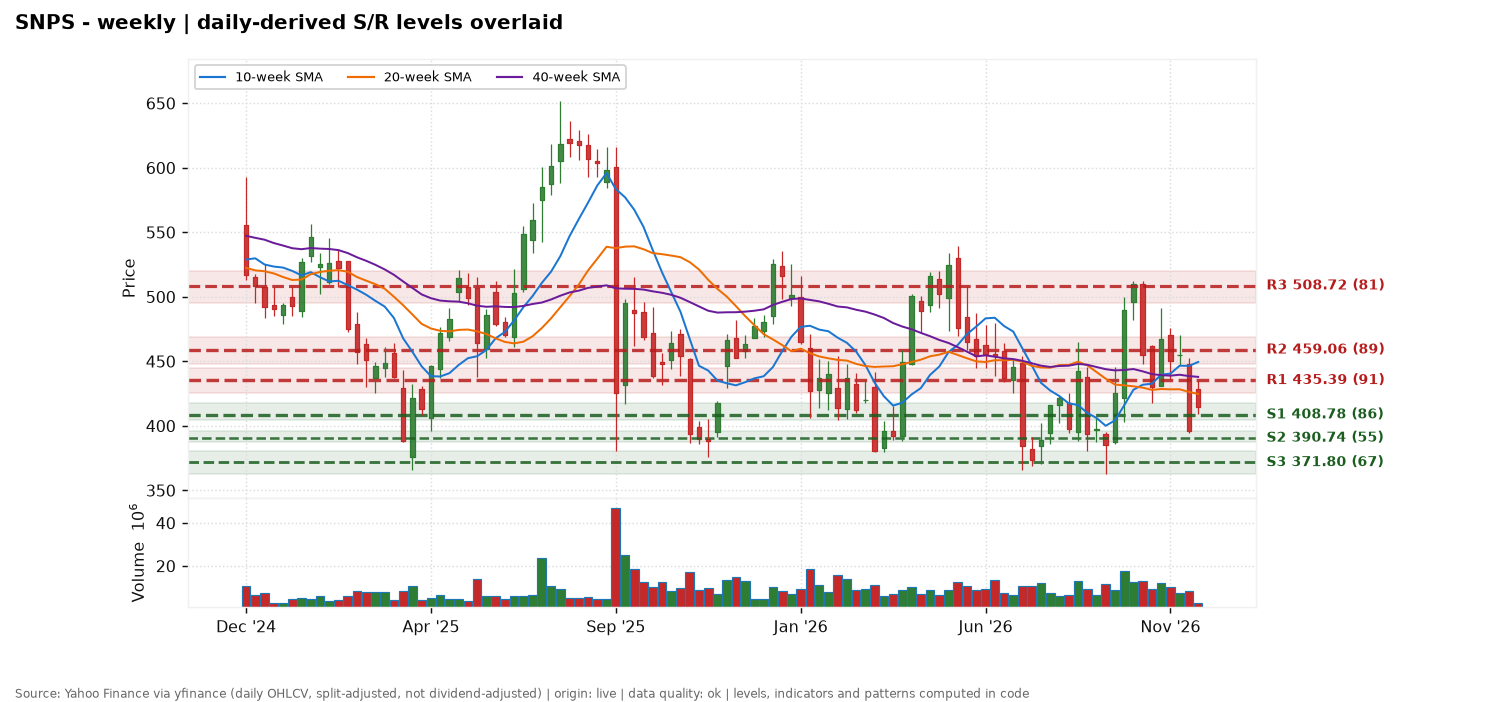 SNPS - weekly | daily-derived S/R levels overlaid
10-week SMA
20-week SMA
40-week SMA
Price
650
600
550
500
450
400
350
R3 508.72 (81)
R2 459.06 (89)
R1 435.39 (91)
S1 408.78 (86)
S2 390.74 (55)
S3 371.80 (67)
Volume 10⁶
40
20
Dec '24
Apr '25
Sep '25
Jan '26
Jun '26
Nov '26
Source: Yahoo Finance via yfinance (daily OHLCV, split-adjusted, not dividend-adjusted) | origin: live | data quality: ok | levels, indicators and patterns computed in code